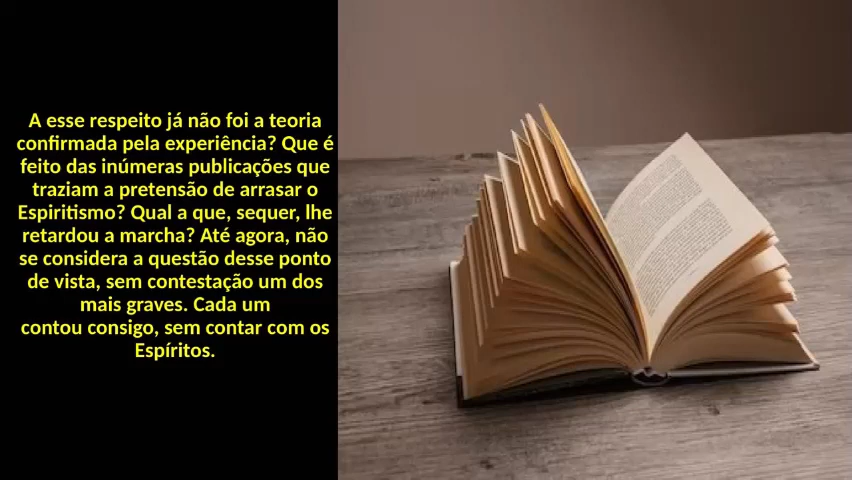 A esse respeito já não foi a teoria
confirmada pela experiência? Que é
feito das inúmeras publicações que
traziam a pretensão de arrasar o
Espiritismo? Qual a que, sequer, lhe
retardou a marcha? Até agora, não
se considera a questão desse ponto
de vista, sem contestação um dos
mais graves. Cada um
contou consigo, sem contar com os
Espíritos.